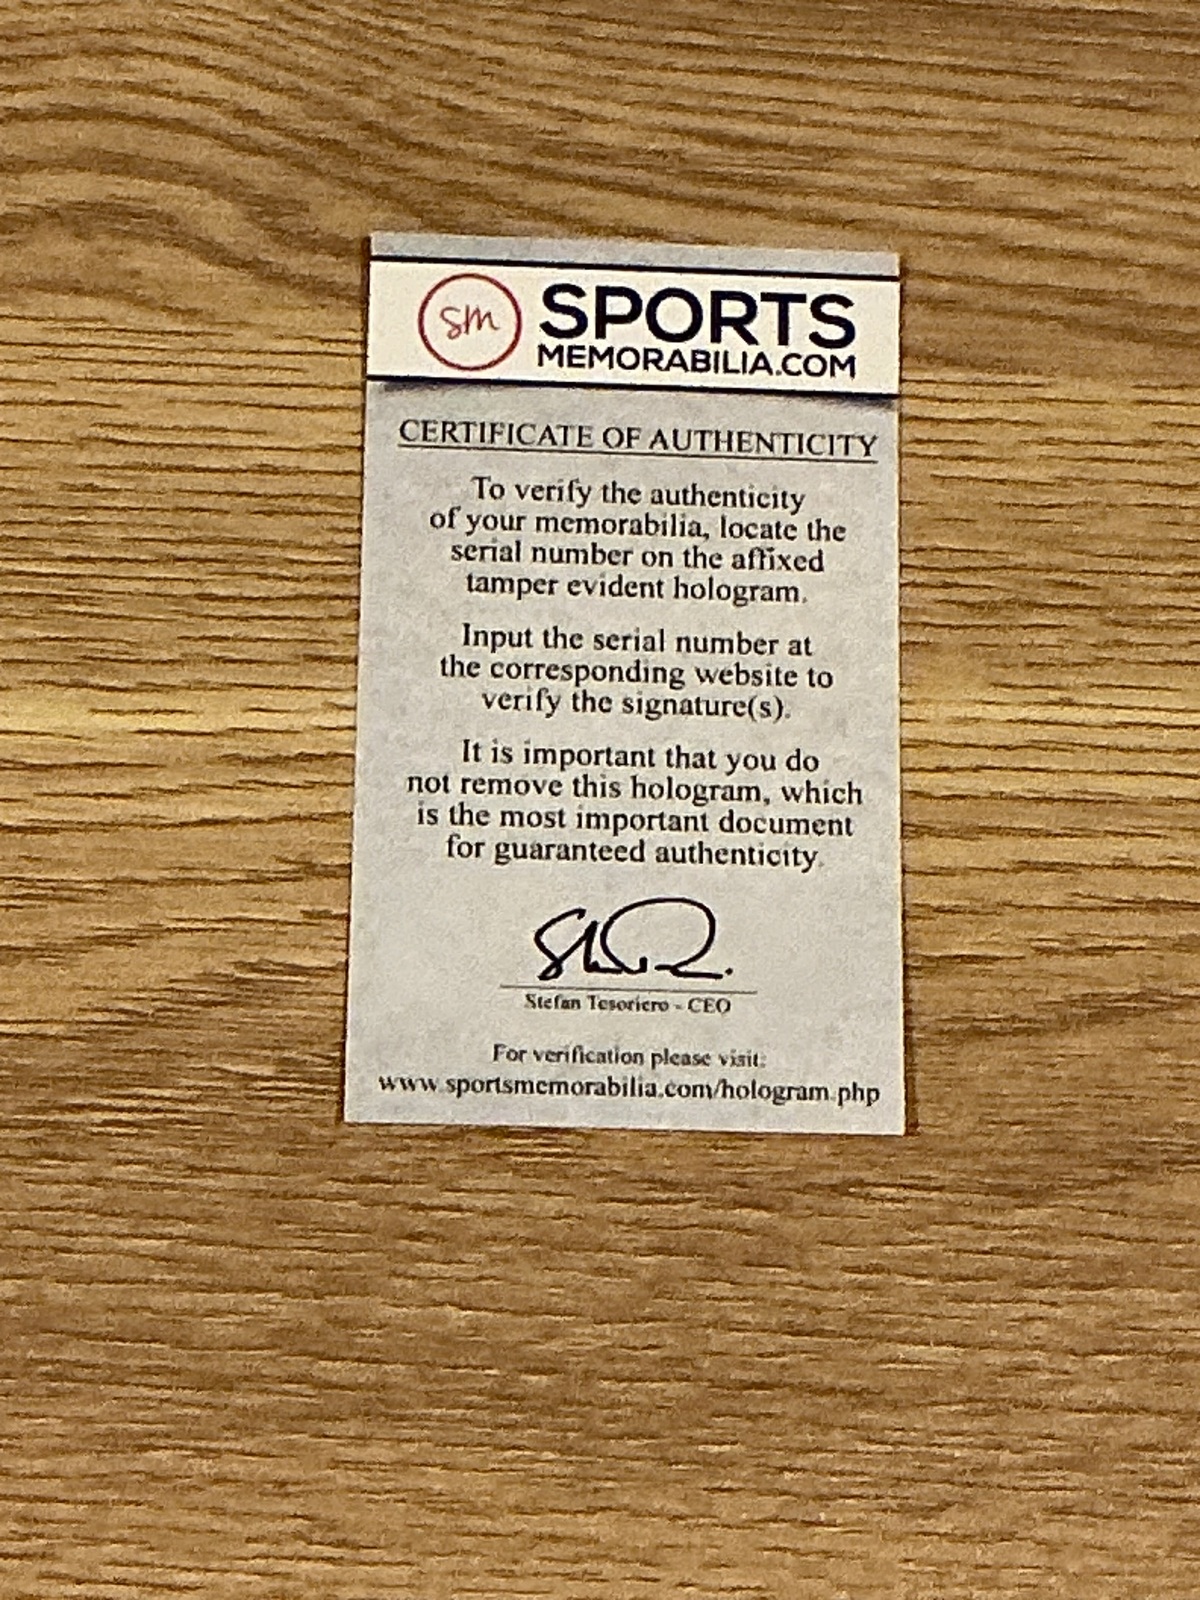 sm
SPORTS
MEMORABILIA.COM
CERTIFICATE OF AUTHENTICITY
To verify the authenticity
of your memorabilia, locate the
serial number on the affixed
tamper evident hologram.
Input the serial number at
the corresponding website to
verify the signature(s).
It is important that you do
not remove this hologram, which
is the most important document
for guaranteed authenticity.
Stefan Tesoriero - CEO
For verification please visit:
www.sportsmemorabilia.com/hologram.php